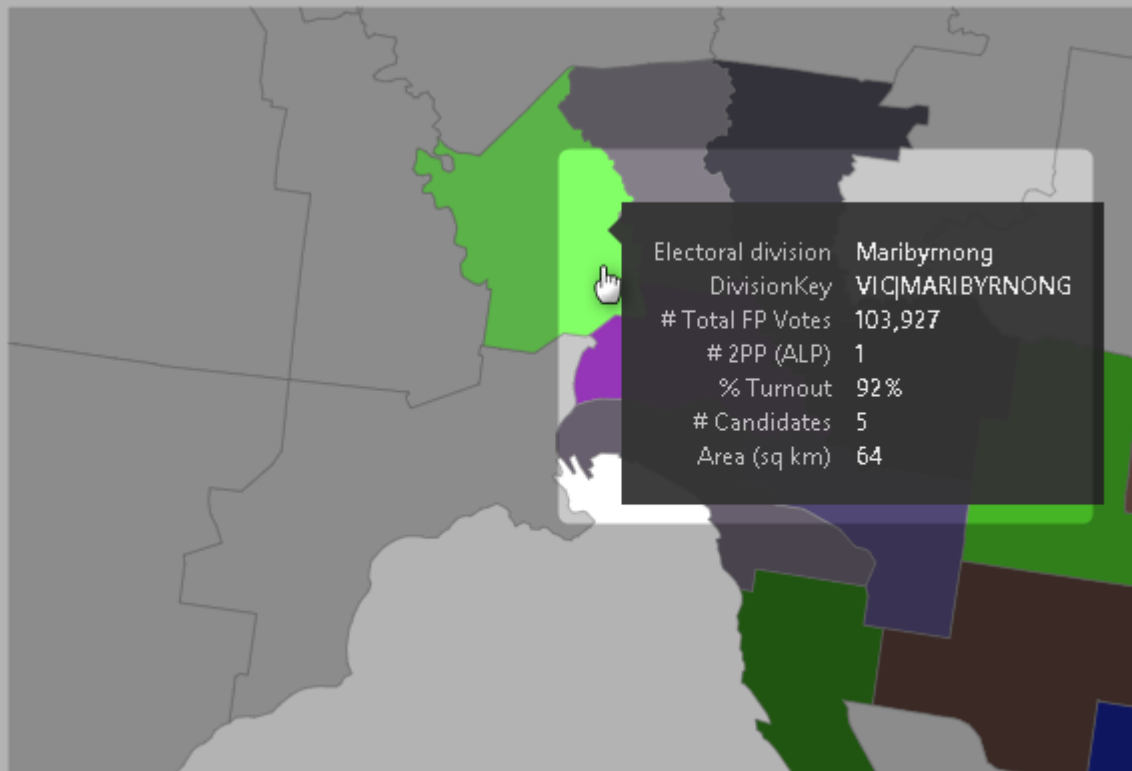 Electoral division Maribyrnong
DivisionKey VIC|MARIBYRNONG
# Total FP Votes 103,927
# 2PP (ALP) 1
% Turnout 92%
# Candidates 5
Area (sq km) 64